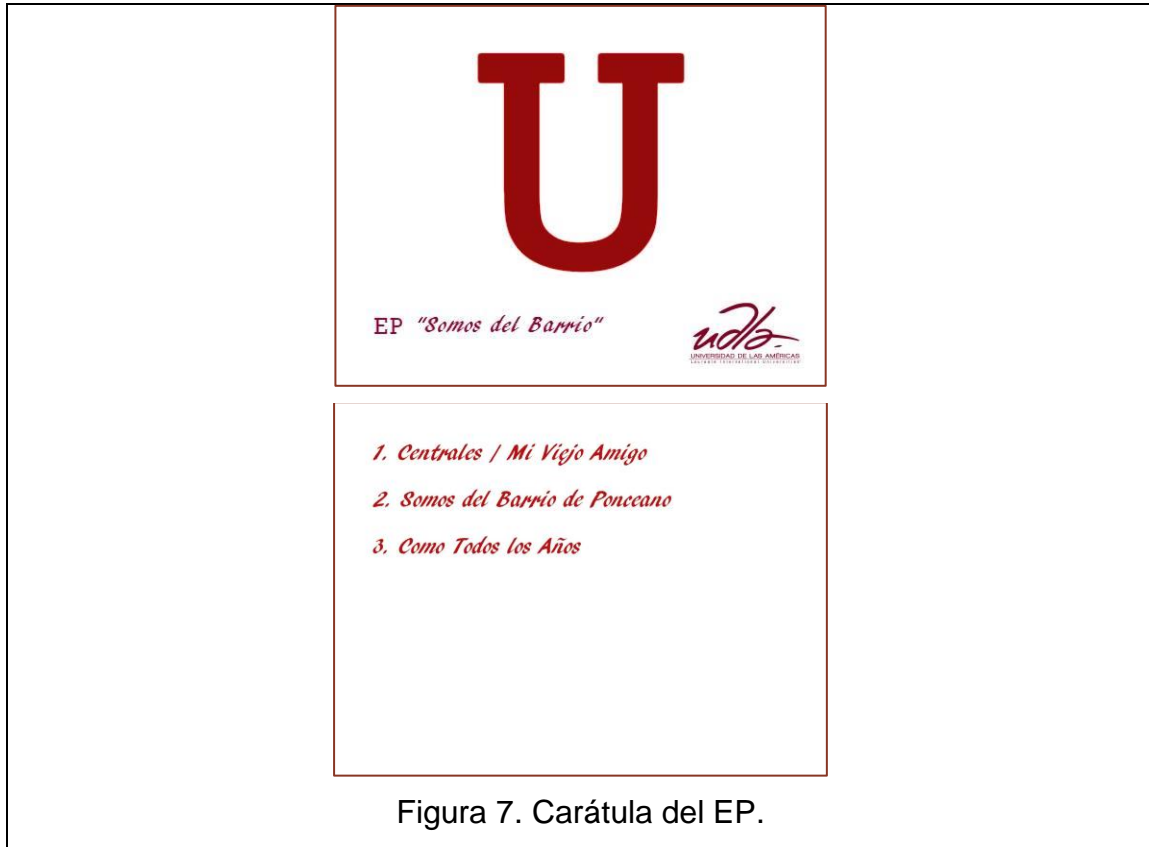 U
EP "Somos del Barrio"
udla-
UNIVERSIDAD DE LAS AMÉRICAS
1. Centrales / Mi Viejo Amigo
2. Somos del Barrio de Ponceano
3. Como Todos los Años
Figura 7. Carátula del EP.